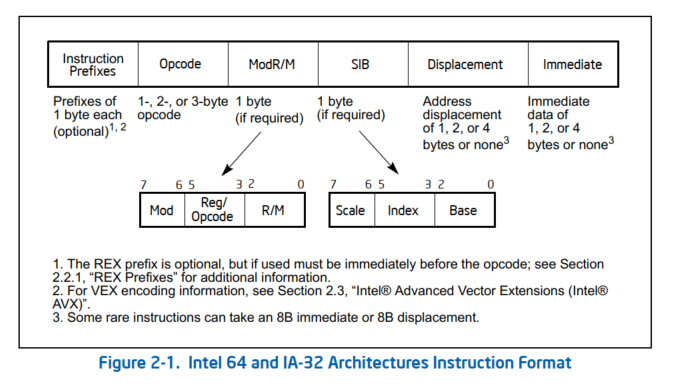 Instruction Prefixes Opcode ModR/M SIB Displacement Immediate
Prefixes of 1 byte each (optional)1, 2
1-, 2-, or 3-byte opcode
1 byte (if required)
1 byte (if required)
Address displacement of 1, 2, or 4 bytes or none3
Immediate data of 1, 2, or 4 bytes or none3
7 6 5 3 2 0
Mod Reg/Opcode R/M
7 6 5 3 2 0
Scale Index Base
1. The REX prefix is optional, but if used must be immediately before the opcode; see Section
2.2.1, “REX Prefixes” for additional information.
2. For VEX encoding information, see Section 2.3, “Intel® Advanced Vector Extensions (Intel®
AVX)”.
3. Some rare instructions can take an 8B immediate or 8B displacement.
Figure 2-1. Intel 64 and IA-32 Architectures Instruction Format